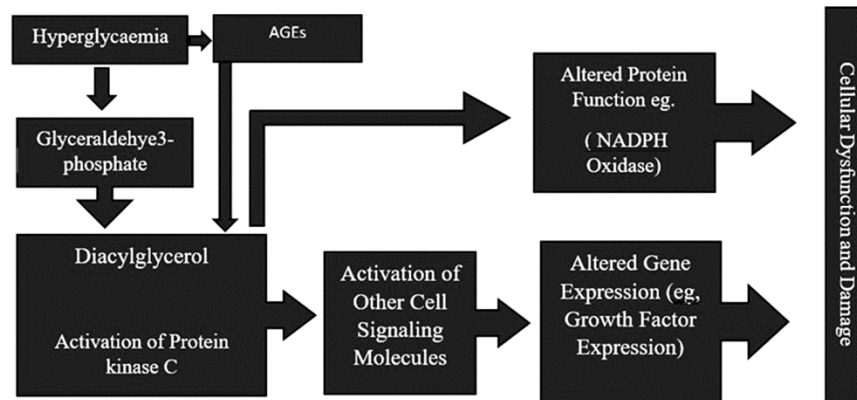 Hyperglycaemia
AGEs
Glyceraldehye3-
phosphate
Diacylglycerol
Activation of Protein
kinase C
Activation of
Other Cell
Signaling
Molecules
Altered Protein
Function eg.
( NADPH
Oxidase)
Altered Gene
Expression (eg,
Growth Factor
Expression)
Cellular Dysfunction and Damage